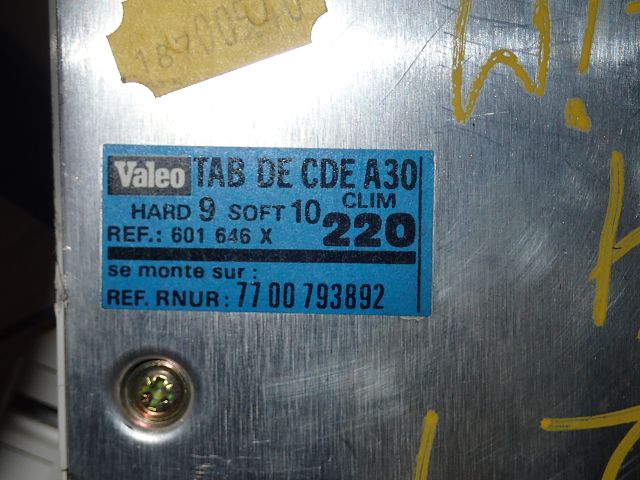 18700540
Valeo TAB DE CDE A30
HARD 9 SOFT 10 CLIM
REF.: 601 646 X 220
se monte sur :
REF. RNUR : 77 00 793892